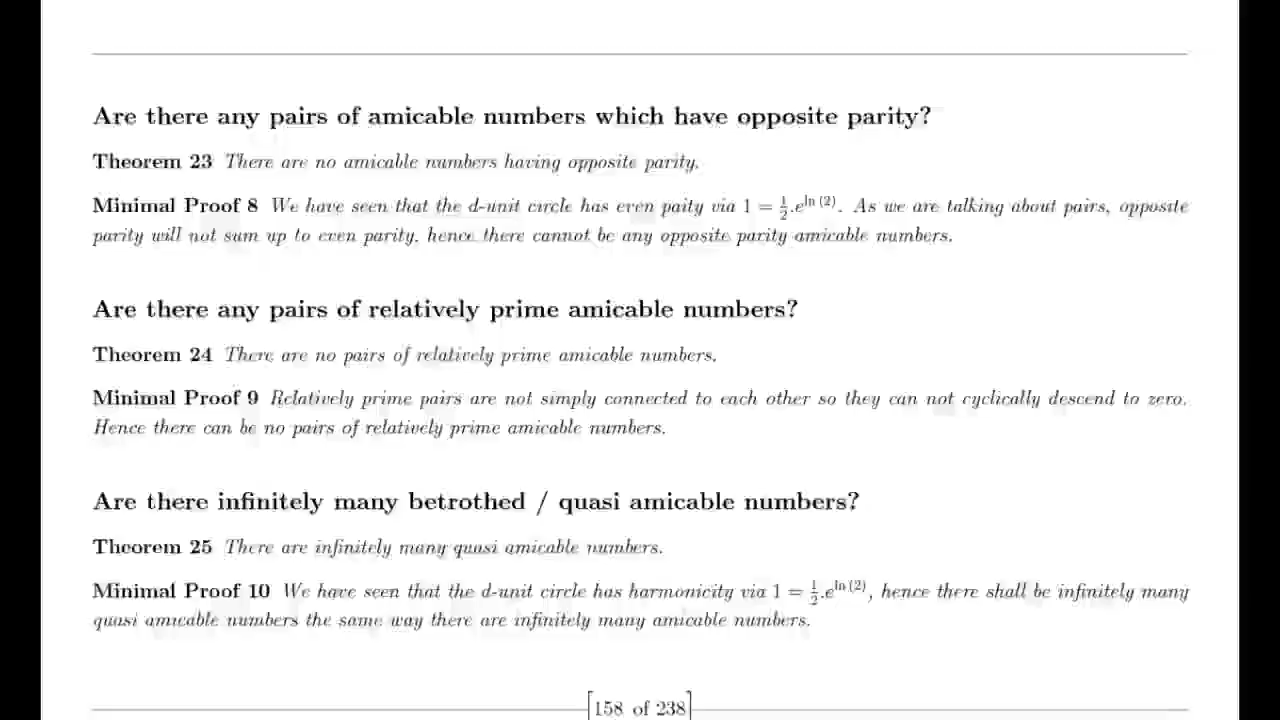 Are there any pairs of amicable numbers which have opposite parity?
Theorem 23 There are no amicable numbers having opposite parity.
Minimal Proof 8 We have seen that the d-unit circle has even paity via 1 = 1/2.e^{ln (2)}. As we are talking about pairs, opposite
parity will not sum up to even parity. hence there cannot be any opposite parity amicable numbers.
Are there any pairs of relatively prime amicable numbers?
Theorem 24 There are no pairs of relatively prime amicable numbers.
Minimal Proof 9 Relatively prime pairs are not simply connected to each other so they can not cyclically descend to zero.
Hence there can be no pairs of relatively prime amicable numbers.
Are there infinitely many betrothed / quasi amicable numbers?
Theorem 25 There are infinitely many quasi amicable numbers.
Minimal Proof 10 We have seen that the d-unit circle has harmonicity via 1 = 1/2.e^{ln (2)}, hence there shall be infinitely many
quasi amicable numbers the same way there are infinitely many amicable numbers.
[158 of 238]